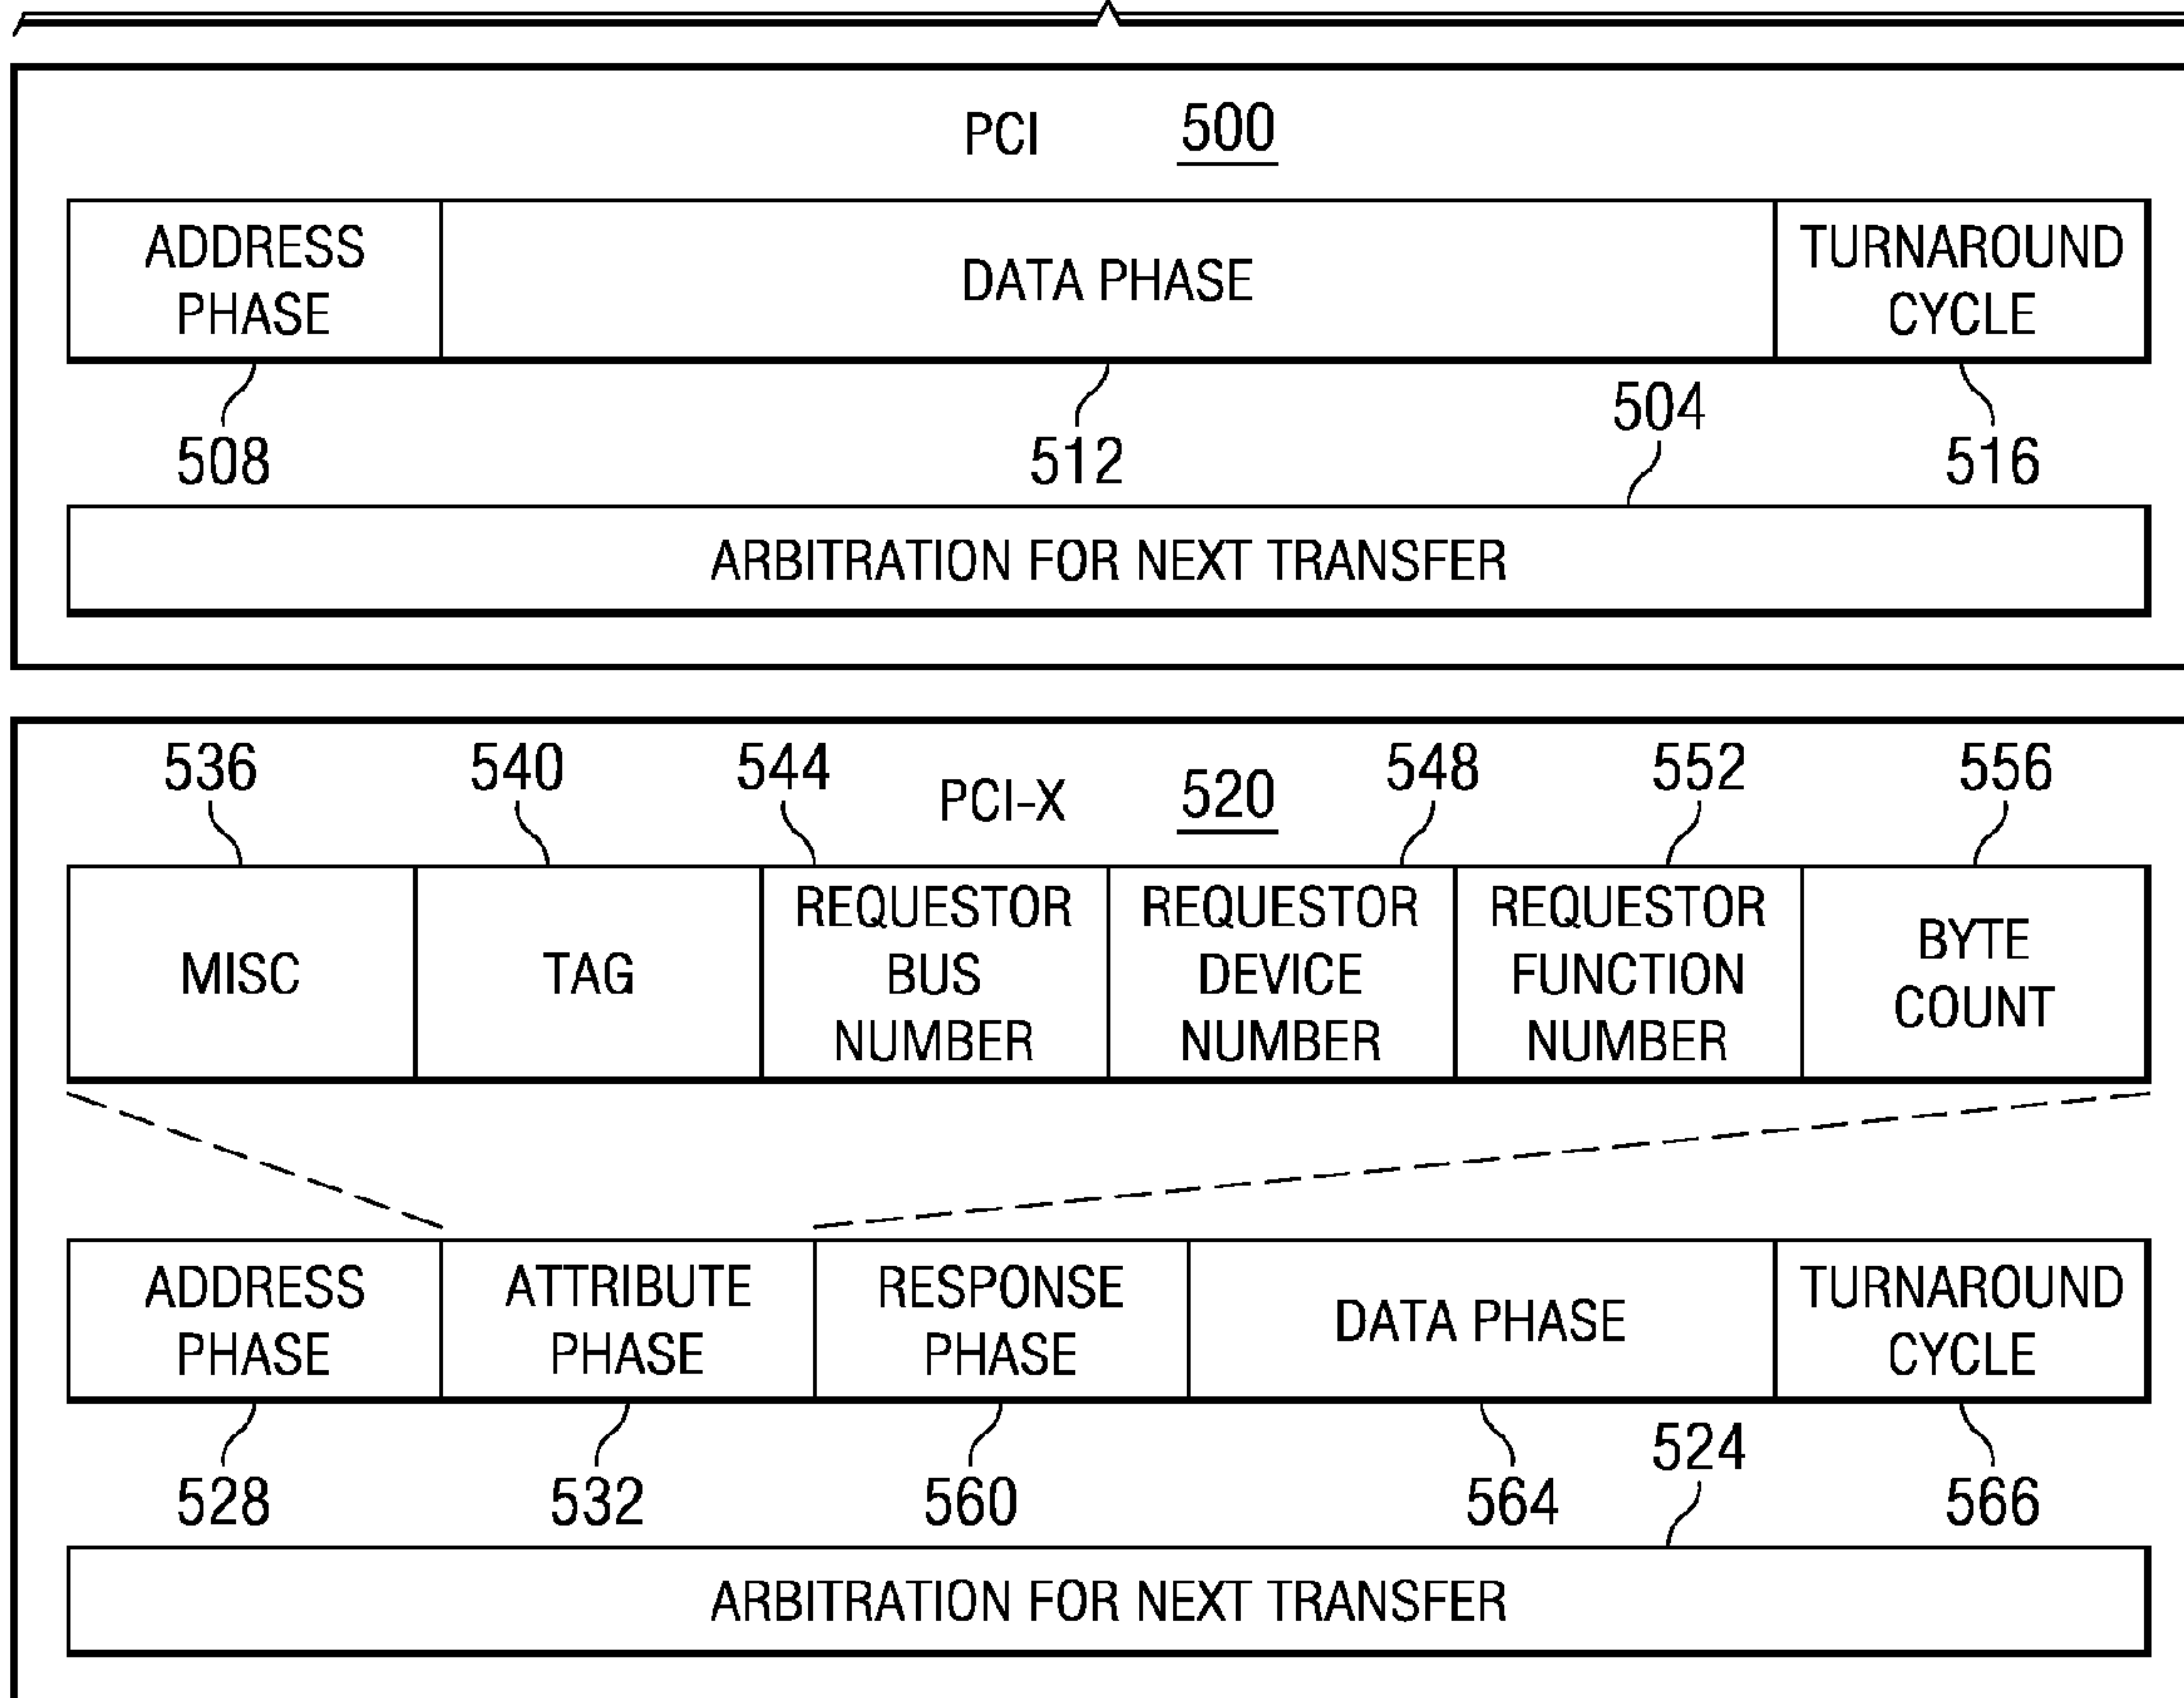 PCI 500
ADDRESS PHASE
DATA PHASE
TURNAROUND CYCLE
508
512
504
516
ARBITRATION FOR NEXT TRANSFER
536
540
544
PCI-X 520
548
552
556
MISC
TAG
REQUESTOR BUS NUMBER
REQUESTOR DEVICE NUMBER
REQUESTOR FUNCTION NUMBER
BYTE COUNT
ADDRESS PHASE
ATTRIBUTE PHASE
RESPONSE PHASE
DATA PHASE
TURNAROUND CYCLE
528
532
560
564
524
566
ARBITRATION FOR NEXT TRANSFER